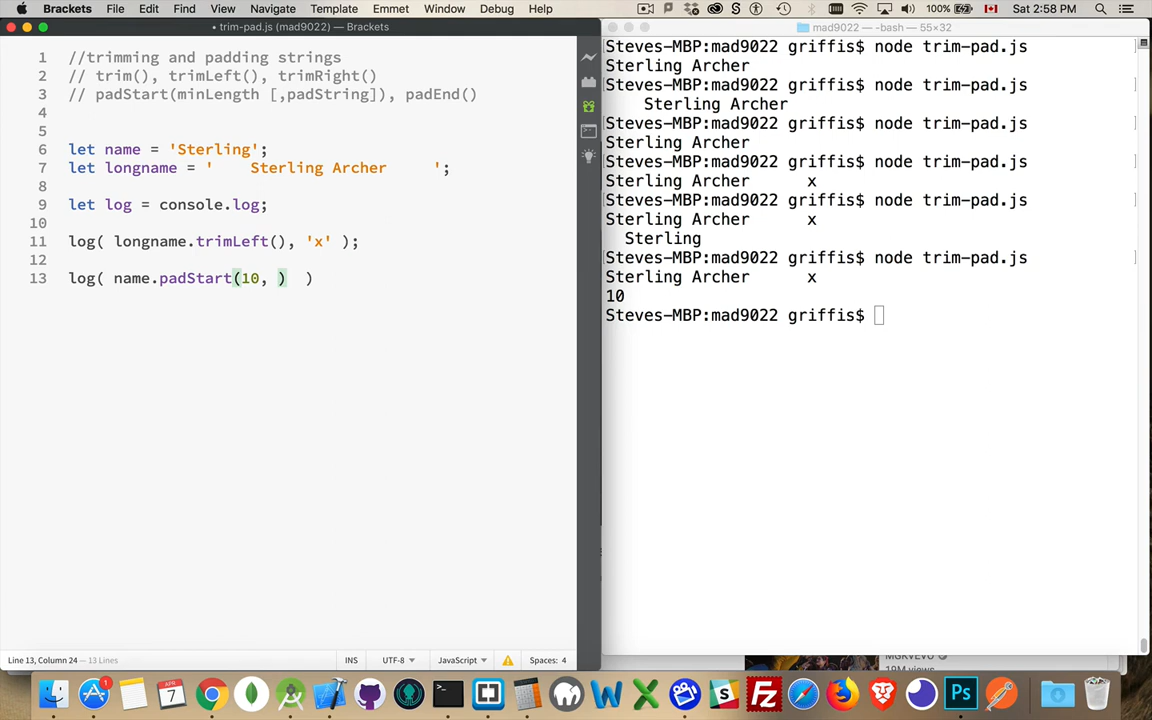 Brackets File Edit Find View Navigate Template Emmet Window Debug Help 100% Sat 2:58 PM
• trim-pad.js (mad9022) — Brackets
mad9022 — -bash — 55×32
1 //trimming and padding strings
2 // trim(), trimLeft(), trimRight()
3 // padStart(minLength [,padString]), padEnd()
4
5
6 let name = 'Sterling';
7 let longname = '    Sterling Archer     ';
8
9 let log = console.log;
10
11 log( longname.trimLeft(), 'x' );
12
13 log( name.padStart(10, )  )
Steves-MBP:mad9022 griffis$ node trim-pad.js
Sterling Archer
Steves-MBP:mad9022 griffis$ node trim-pad.js
    Sterling Archer
Steves-MBP:mad9022 griffis$ node trim-pad.js
Sterling Archer
Steves-MBP:mad9022 griffis$ node trim-pad.js
Sterling Archer      x
Steves-MBP:mad9022 griffis$ node trim-pad.js
Sterling Archer      x
  Sterling
Steves-MBP:mad9022 griffis$ node trim-pad.js
Sterling Archer      x
10
Steves-MBP:mad9022 griffis$
Line 13, Column 24 — 13 Lines INS UTF-8 JavaScript Spaces: 4